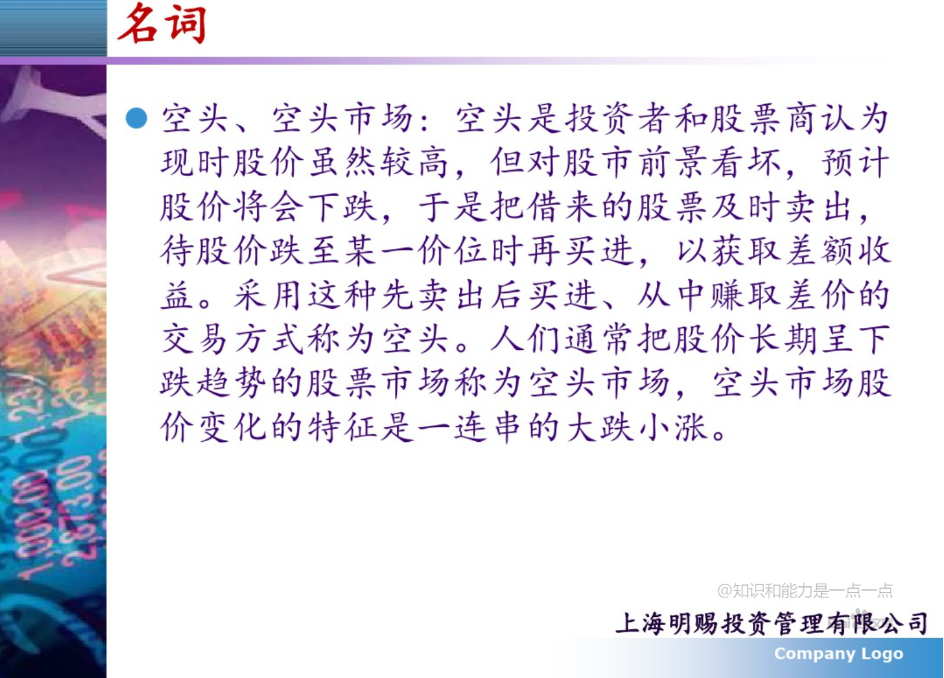 名词
空头、空头市场：空头是投资者和股票商认为
现时股价虽然较高，但对股市前景看坏，预计
股价将会下跌，于是把借来的股票及时卖出，
待股价跌至某一价位时再买进，以获取差额收
益。采用这种先卖出后买进、从中赚取差价的
交易方式称为空头。人们通常把股价长期呈下
跌趋势的股票市场称为空头市场，空头市场股
价变化的特征是一连串的大跌小涨。
1.23/
1,000.00
2,873.00
@知识和能力是一点一点
上海明赐投资管理有限公司
Company Logo